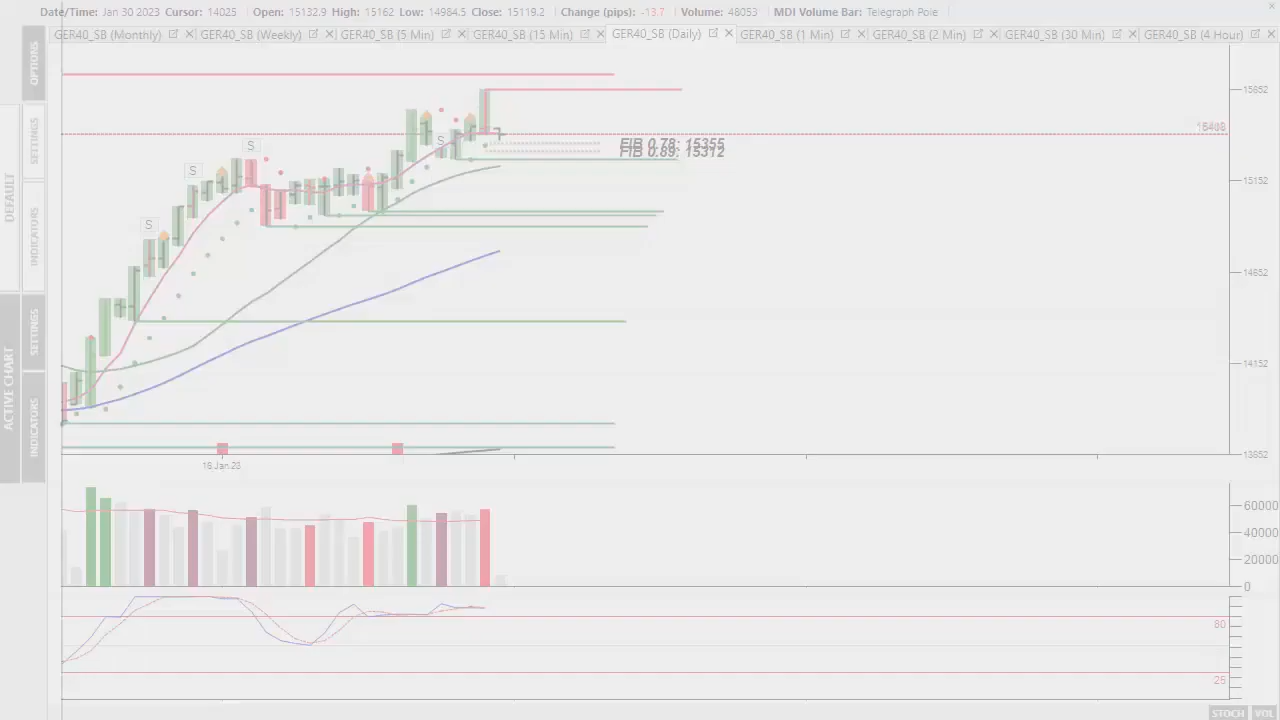 Date/Time: Jan 30 2023 Cursor: 14025 Open: 15132.9 High: 15162 Low: 14984.5 Close: 15119.2 Change (pips): -13.7 Volume: 48053 MDI Volume Bar: Telegraph Pole
GER40_SB (Monthly) GER40_SB (Weekly) GER40_SB (5 Min) GER40_SB (15 Min) GER40_SB (Daily) GER40_SB (1 Min) GER40_SB (2 Min) GER40_SB (30 Min) GER40_SB (4 Hour)
OPTIONS
SETTINGS
DEFAULT
INDICATORS
SETTINGS
ACTIVE CHART
INDICATORS
15652
S
FIB 0.78: 15355
FIB 0.89: 15312
S
S
15152
S
14652
14152
13652
16 Jan 23
60000
40000
20000
0
80
25
STOCH VOL